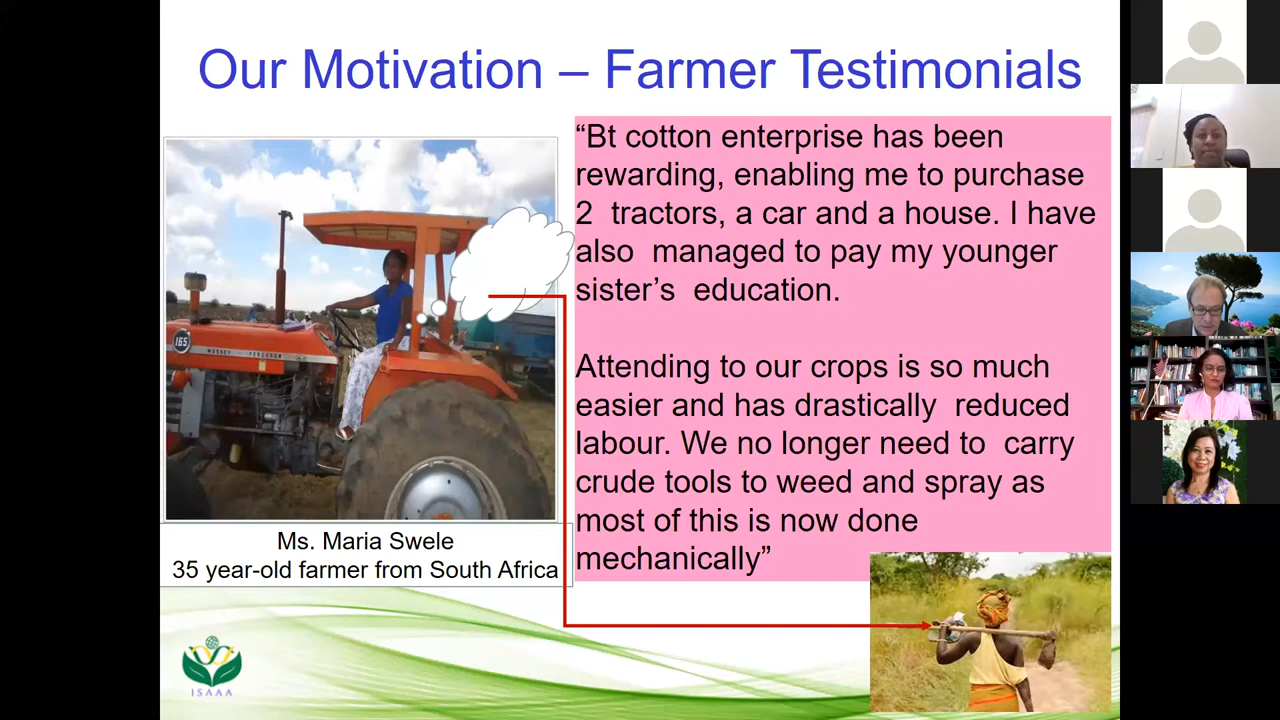 Our Motivation – Farmer Testimonials
“Bt cotton enterprise has been
rewarding, enabling me to purchase
2 tractors, a car and a house. I have
also managed to pay my younger
sister’s education.
Attending to our crops is so much
easier and has drastically reduced
labour. We no longer need to carry
crude tools to weed and spray as
most of this is now done
mechanically”
165
MASSEY-FERGUSON
Ms. Maria Swele
35 year-old farmer from South Africa
ISAAA